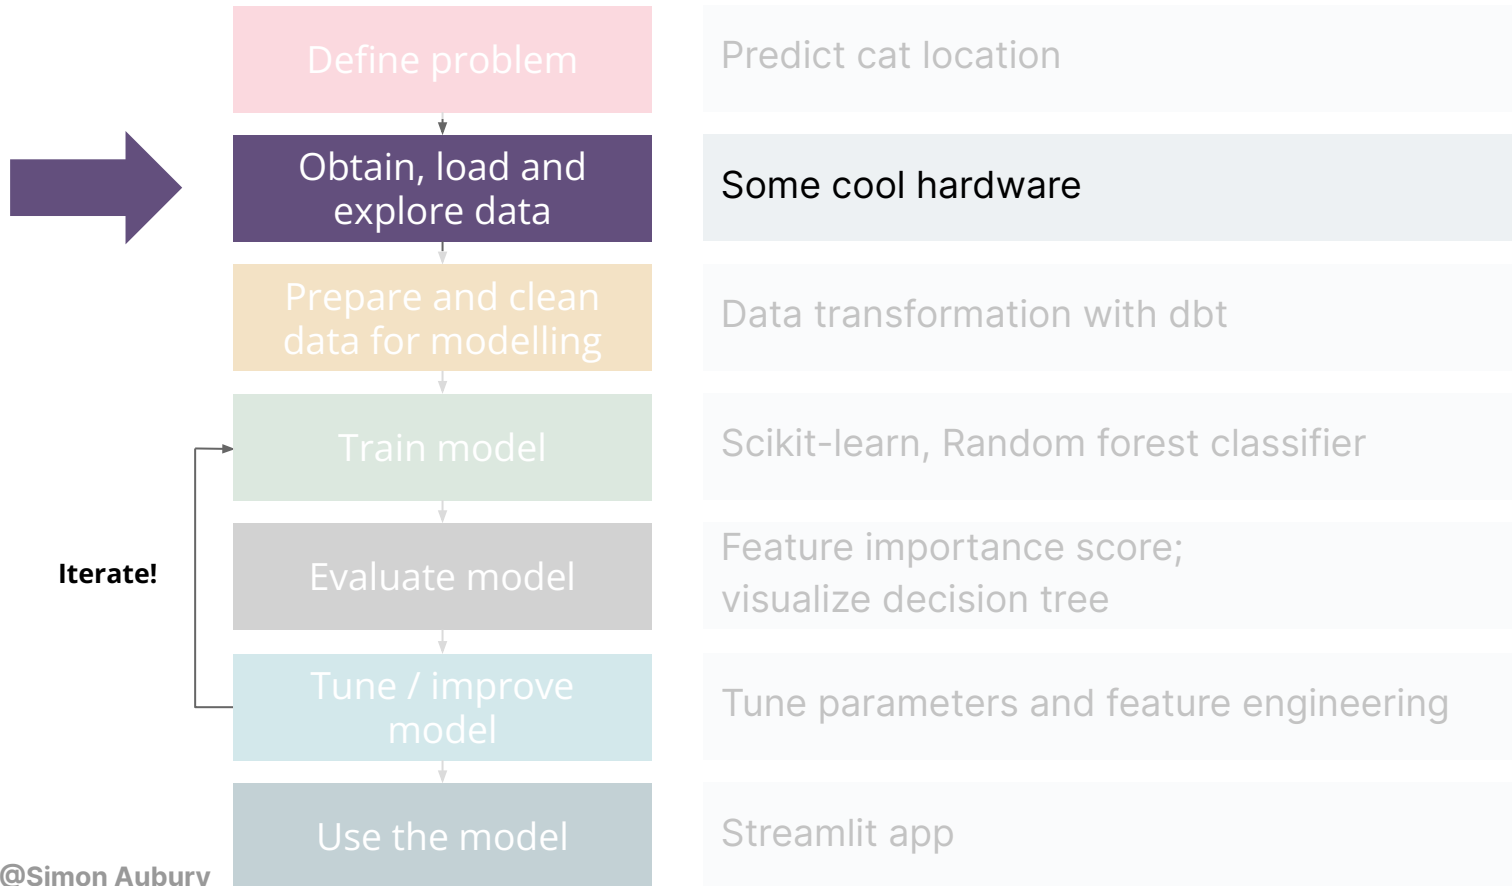 Define problem
Predict cat location
Obtain, load and
explore data
Some cool hardware
Prepare and clean
data for modelling
Data transformation with dbt
Train model
Scikit-learn, Random forest classifier
Iterate!
Evaluate model
Feature importance score;
visualize decision tree
Tune / improve
model
Tune parameters and feature engineering
Use the model
Streamlit app
@Simon Aubury